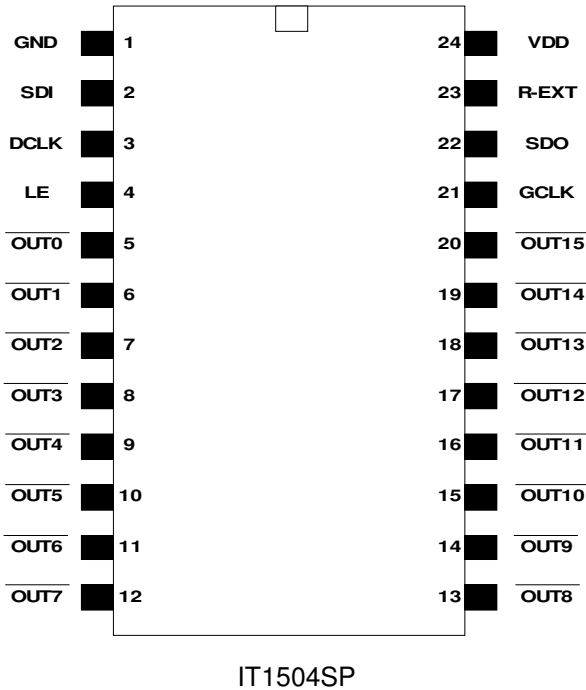 GND 1 24 VDD
SDI 2 23 R-EXT
DCLK 3 22 SDO
LE 4 21 GCLK
OUT0 5 20 OUT15
OUT1 6 19 OUT14
OUT2 7 18 OUT13
OUT3 8 17 OUT12
OUT4 9 16 OUT11
OUT5 10 15 OUT10
OUT6 11 14 OUT9
OUT7 12 13 OUT8
IT1504SP